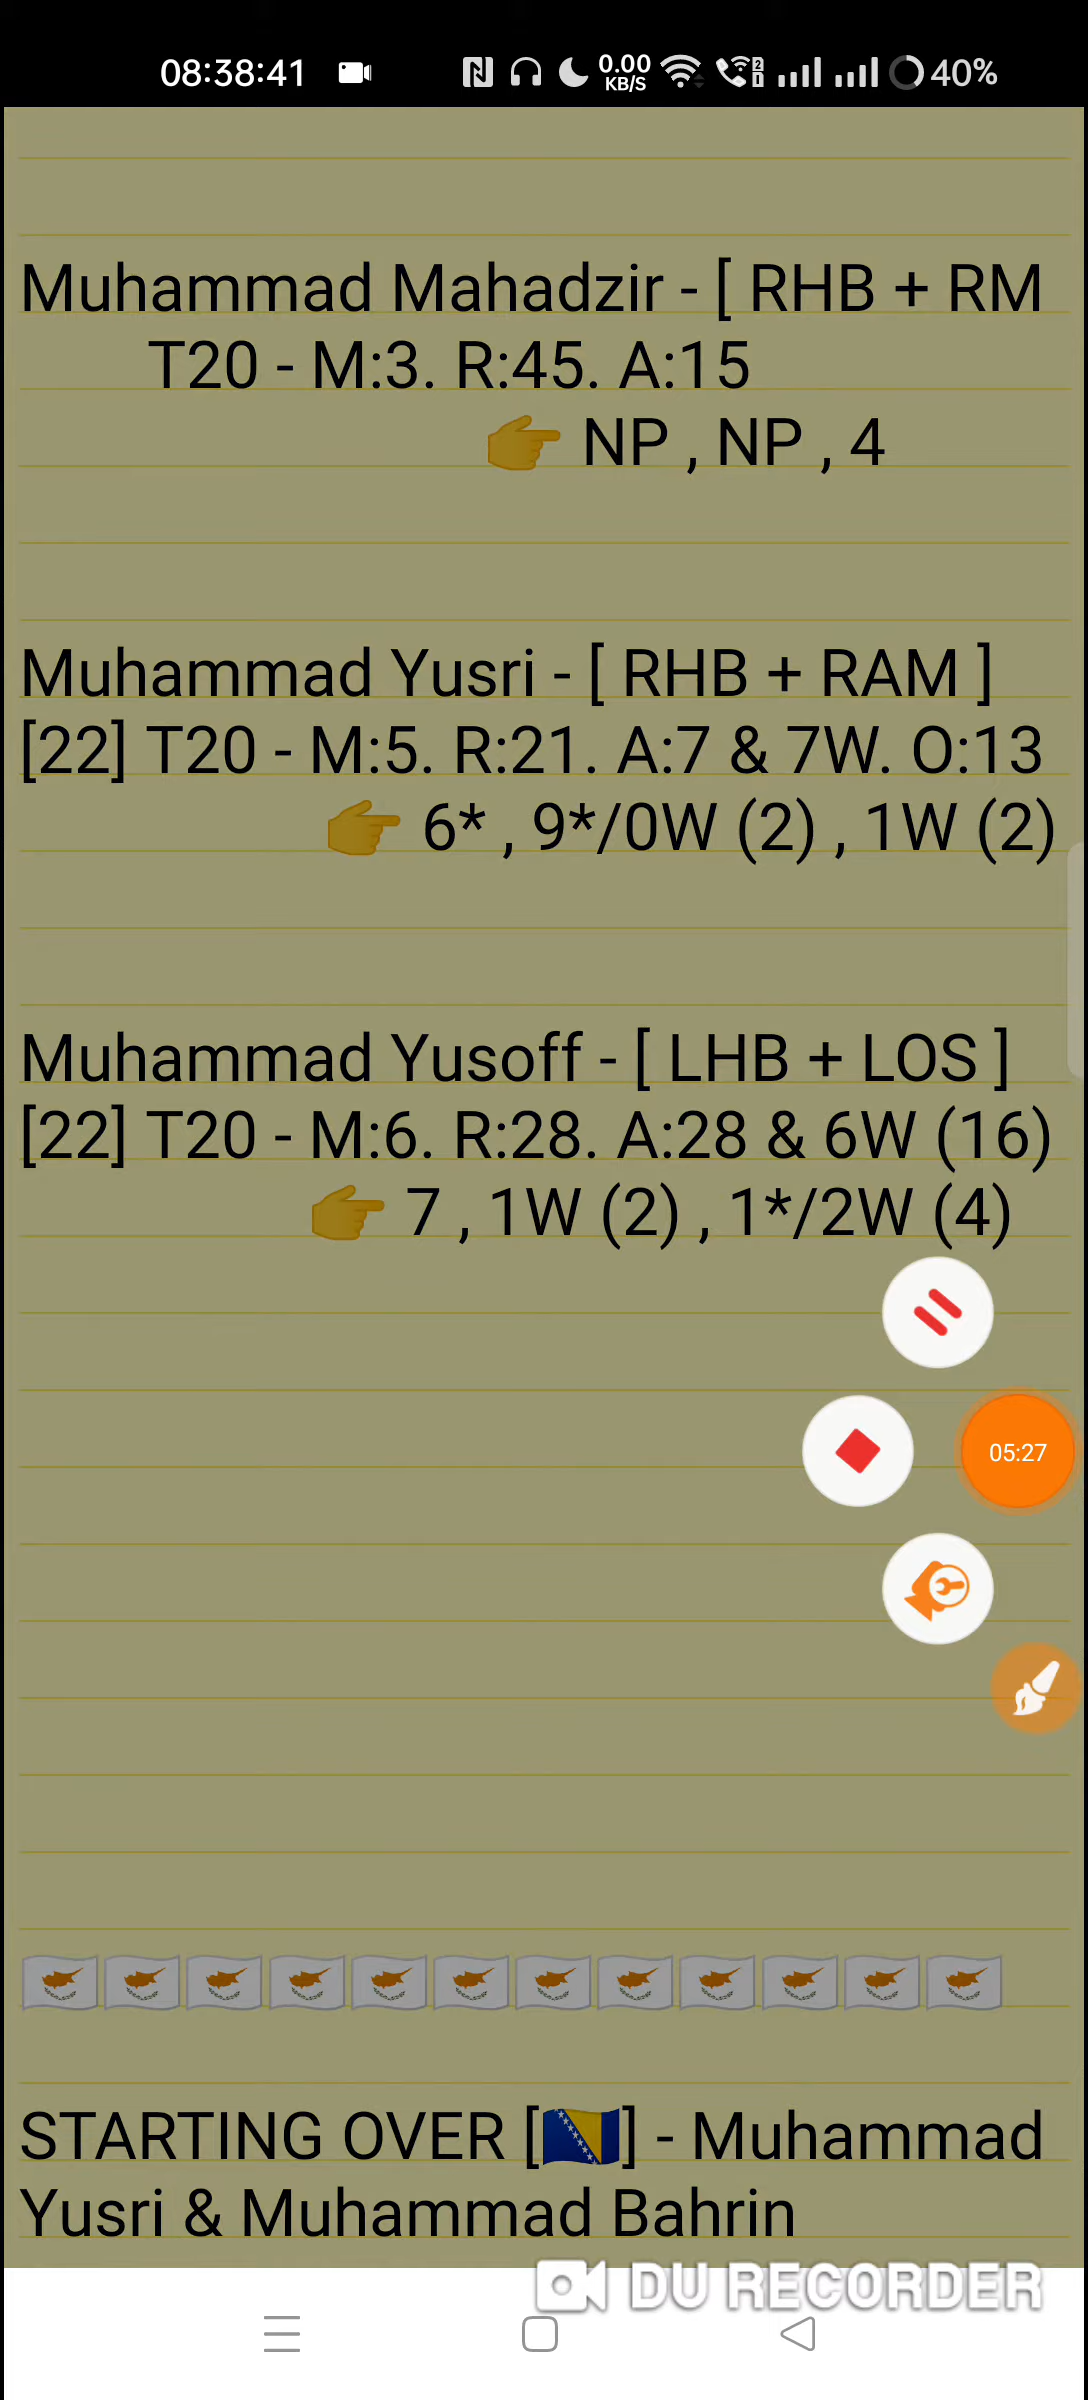 08:38:41 0.00 KB/S 2 1 40%
Muhammad Mahadzir - [ RHB + RM
T20 - M:3. R:45. A:15
👉 NP , NP , 4
Muhammad Yusri - [ RHB + RAM ]
[22] T20 - M:5. R:21. A:7 & 7W. O:13
👉 6* , 9*/0W (2) , 1W (2)
Muhammad Yusoff - [ LHB + LOS ]
[22] T20 - M:6. R:28. A:28 & 6W (16)
👉 7 , 1W (2) , 1*/2W (4)
05:27
🇨🇾🇨🇾🇨🇾🇨🇾🇨🇾🇨🇾🇨🇾🇨🇾🇨🇾🇨🇾🇨🇾🇨🇾
STARTING OVER [🇧🇦] - Muhammad
Yusri & Muhammad Bahrin
DU RECORDER